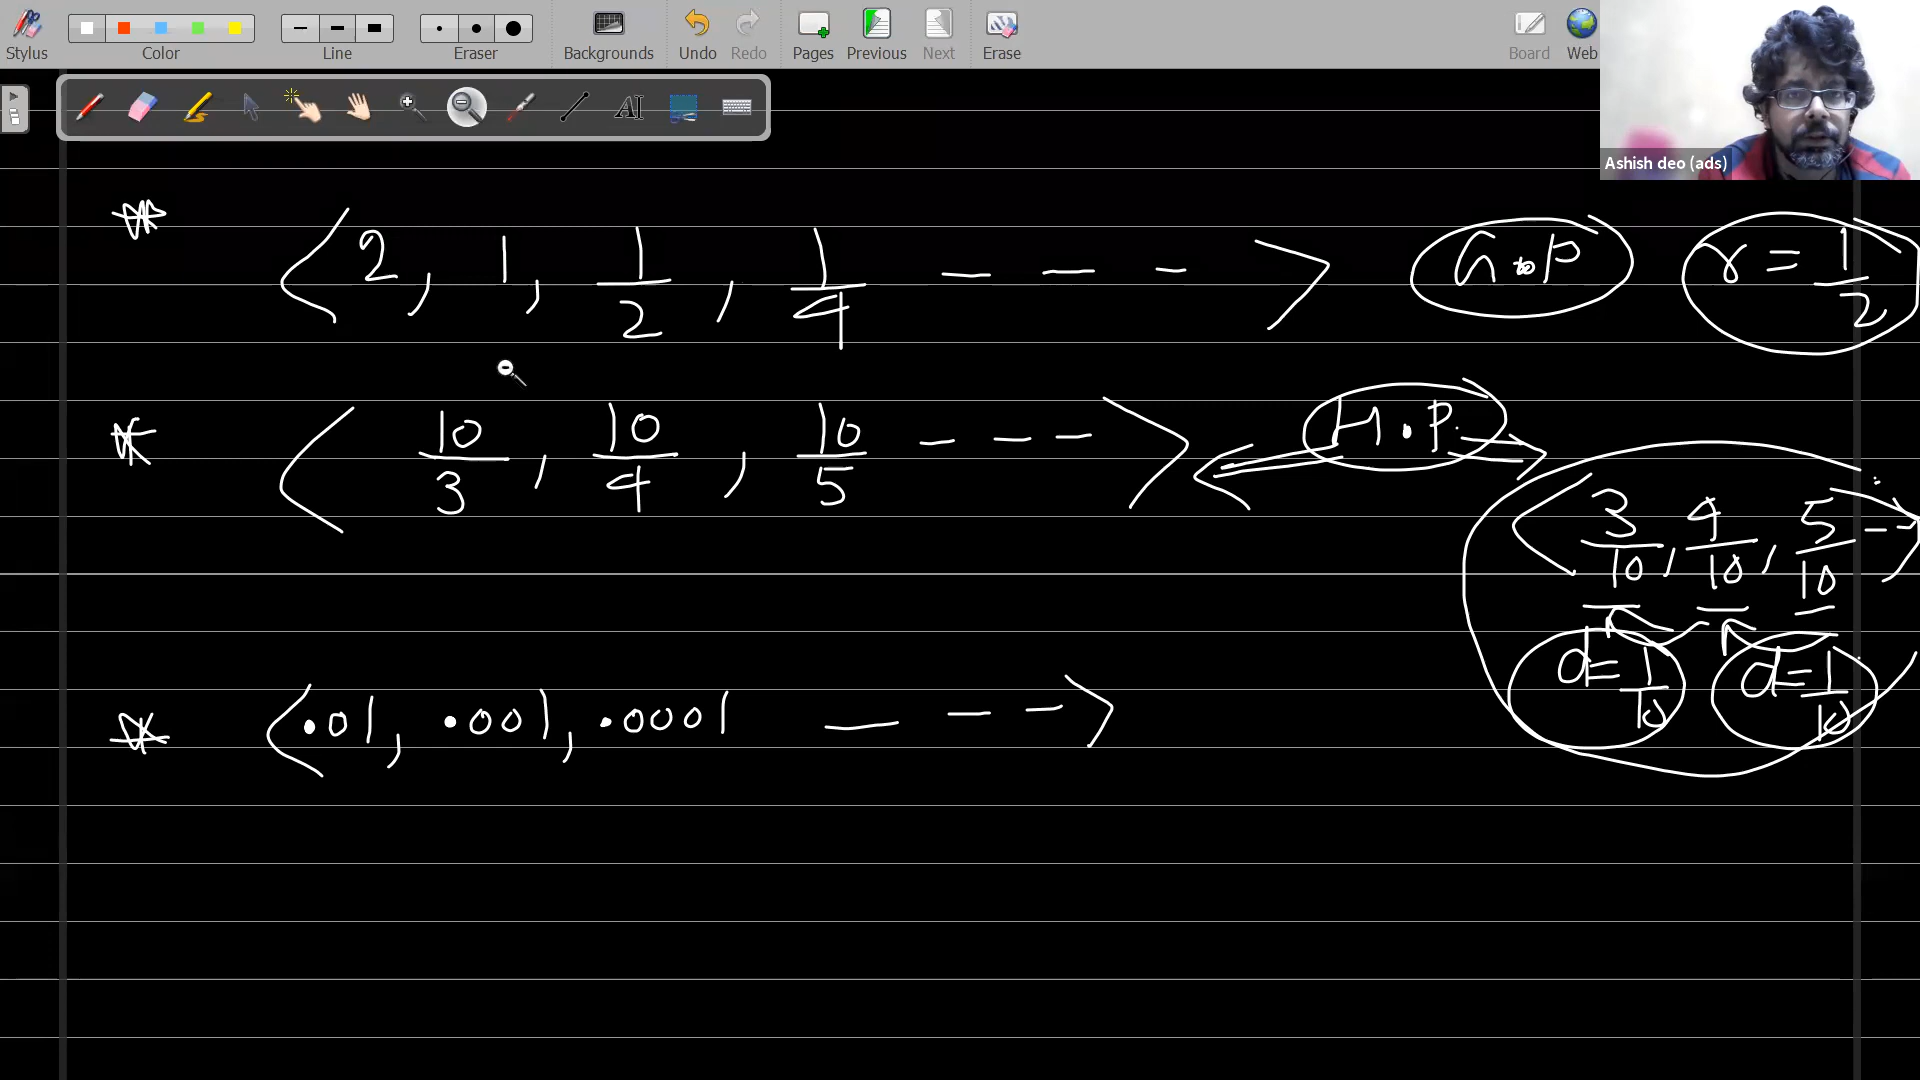 Stylus Color Line Eraser Backgrounds Undo Redo Pages Previous Next Erase Board Web
AI
Ashish deo (ads)
< 2, 1, 1/2, 1/4 - - - > G.P r = 1/2
< 10/3, 10/4, 10/5 - - - > H.P.
< 3/10, 4/10, 5/10 - - >
d = 1/10 d = 1/10
< .01, .001, .0001 - - - >